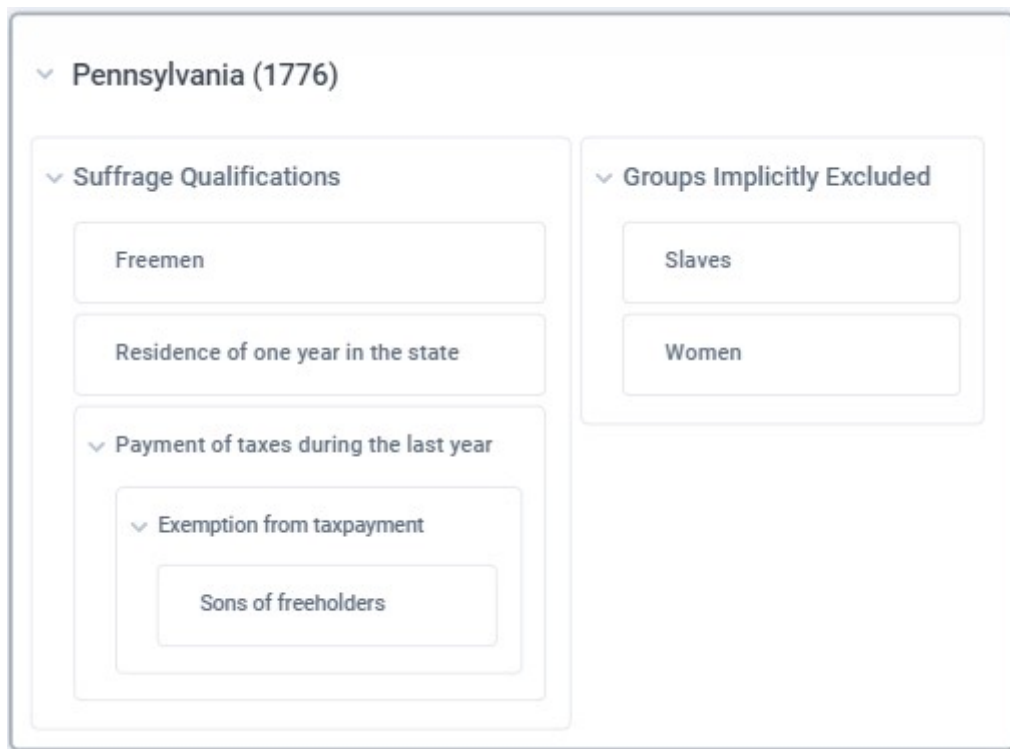 Pennsylvania (1776)
Suffrage Qualifications
Freemen
Residence of one year in the state
Payment of taxes during the last year
Exemption from taxpayment
Sons of freeholders
Groups Implicitly Excluded
Slaves
Women